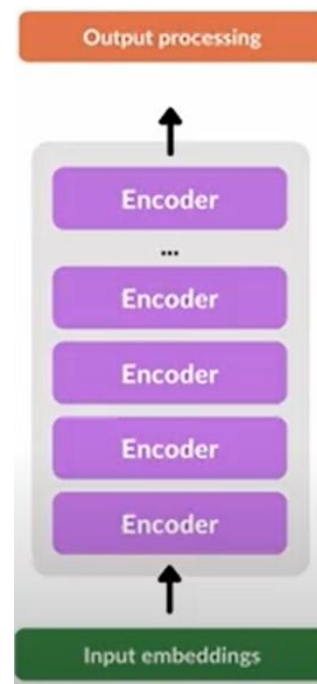 Output processing
Encoder
...
Encoder
Encoder
Encoder
Encoder
Input embeddings